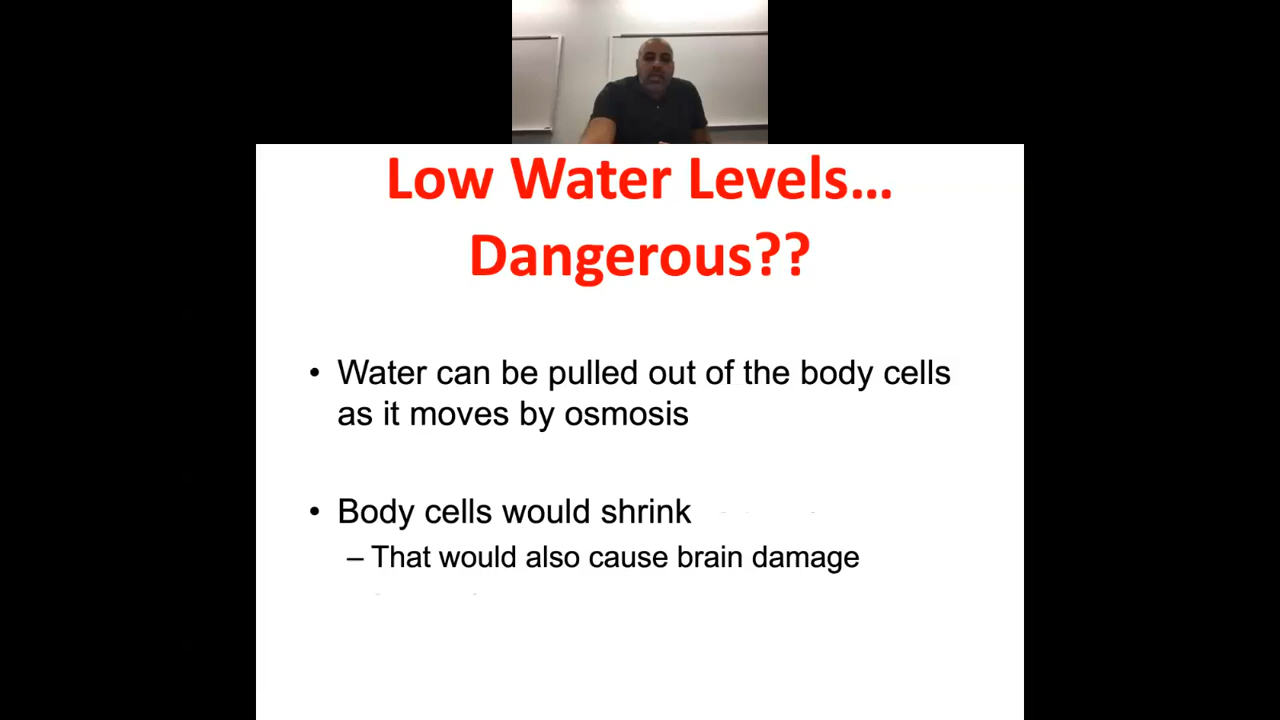 Low Water Levels…
Dangerous??
• Water can be pulled out of the body cells
as it moves by osmosis
• Body cells would shrink
– That would also cause brain damage